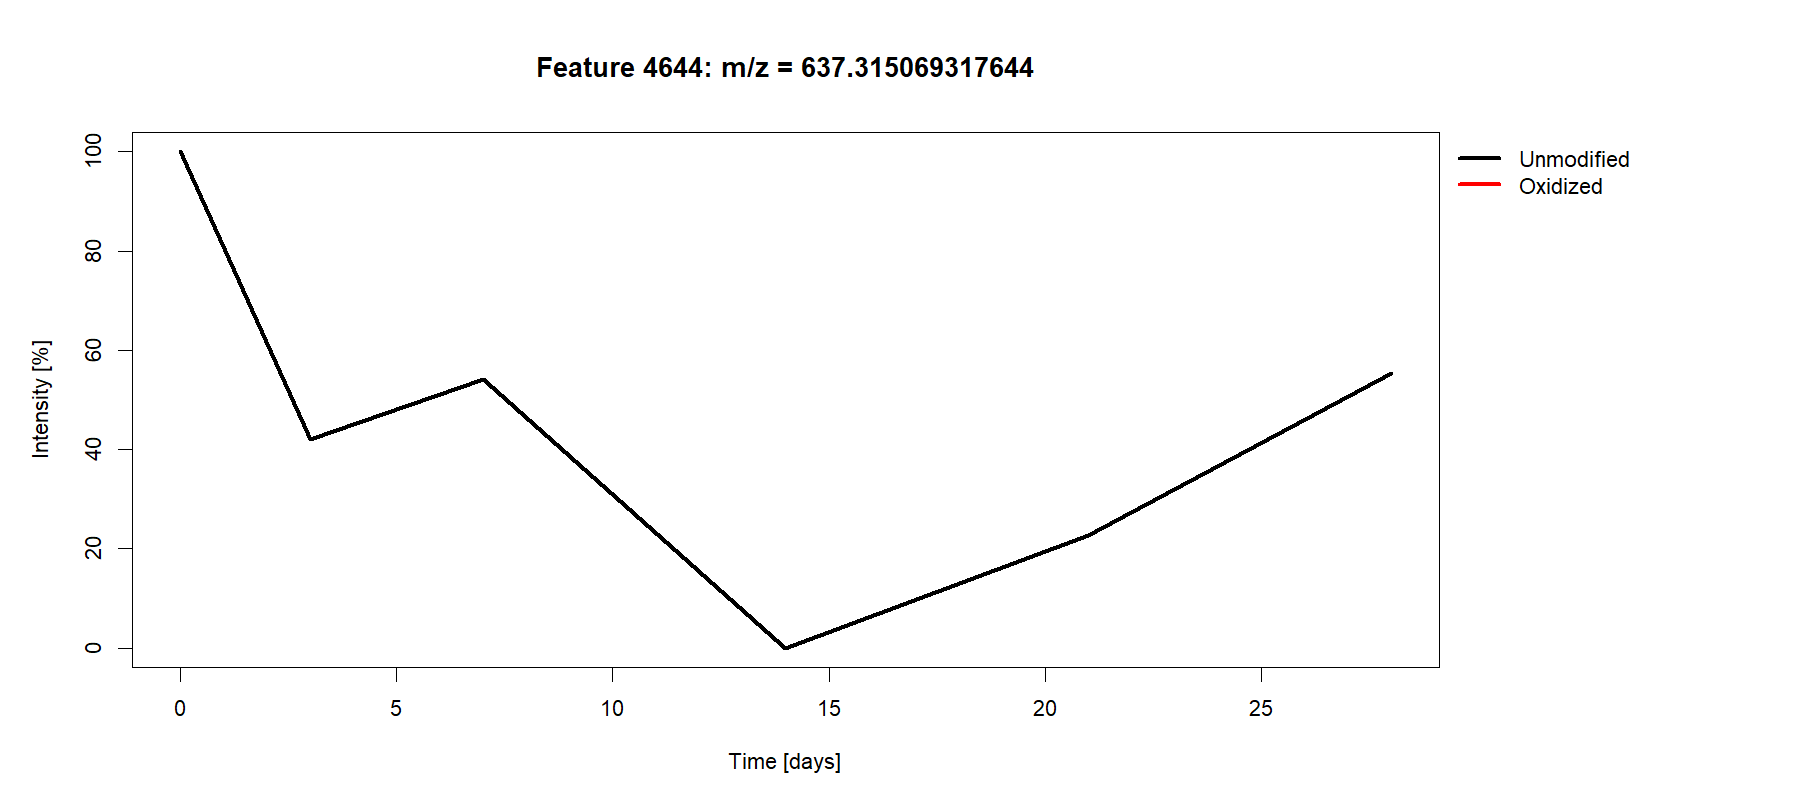 Feature 4644: m/z = 637.315069317644
Unmodified
Oxidized
Intensity [%]
100
80
60
40
20
0
0 5 10 15 20 25
Time [days]